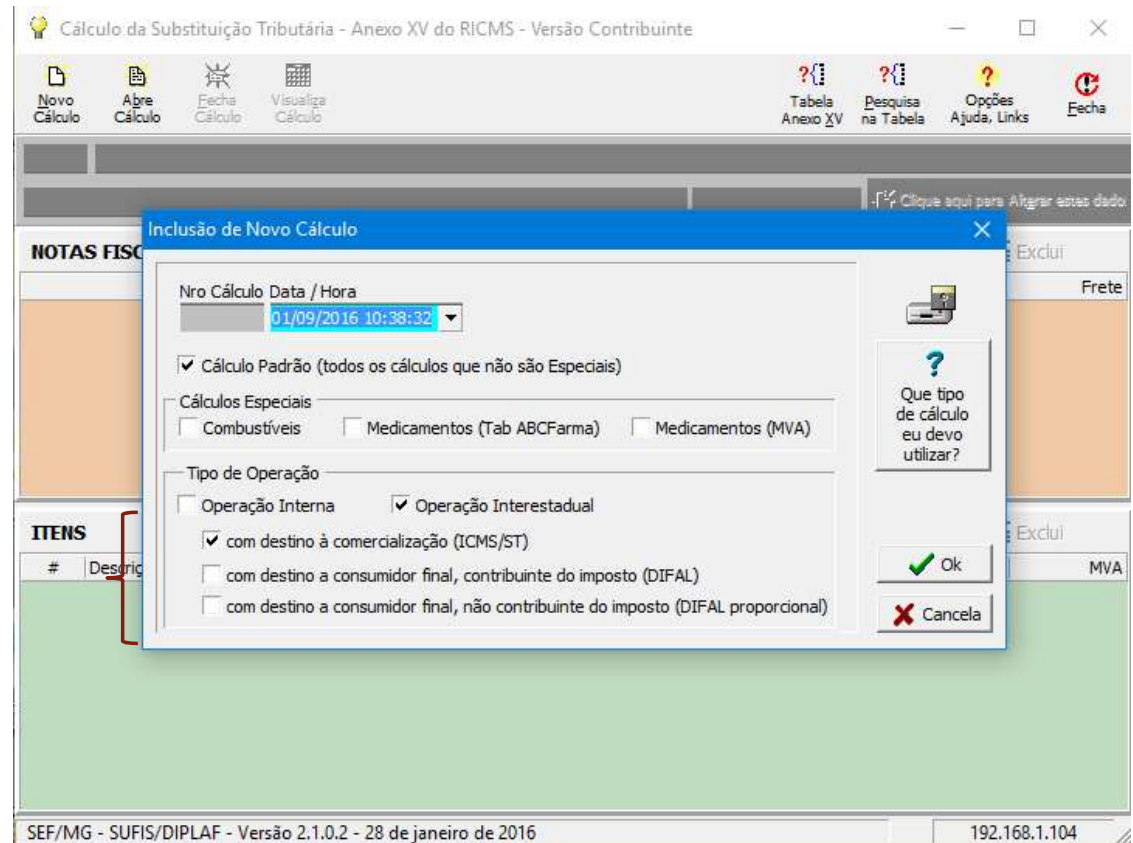 Cálculo da Substituição Tributária - Anexo XV do RICMS - Versão Contribuinte
Novo Cálculo
Abre Cálculo
Fecha Cálculo
Visualiza Cálculo
Tabela Anexo XV
Pesquisa na Tabela
Opções Ajuda, Links
Fecha
Clique aqui para Alterar estes dado
Inclusão de Novo Cálculo
NOTAS FISC
Exclui
Frete
Nro Cálculo Data / Hora
01/09/2016 10:38:32
Cálculo Padrão (todos os cálculos que não são Especiais)
Cálculos Especiais
Combustíveis Medicamentos (Tab ABCFarma) Medicamentos (MVA)
Que tipo
de cálculo
eu devo
utilizar?
Tipo de Operação
Operação Interna Operação Interestadual
com destino à comercialização (ICMS/ST)
com destino a consumidor final, contribuinte do imposto (DIFAL)
com destino a consumidor final, não contribuinte do imposto (DIFAL proporcional)
Ok
Cancela
ITENS
Exclui
# Descriç MVA
SEF/MG - SUFIS/DIPLAF - Versão 2.1.0.2 - 28 de janeiro de 2016 192.168.1.104